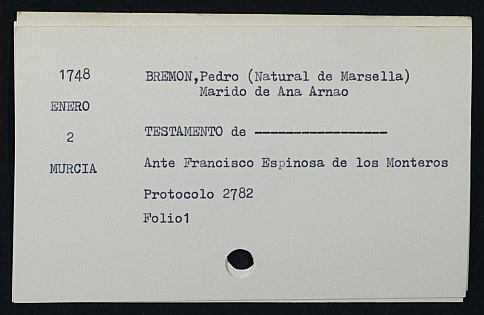 1748
ENERO
2
MURCIA
BREMON,Pedro (Natural de Marsella)
Marido de Ana Arnao
TESTAMENTO de -----------------
Ante Francisco Espinosa de los Monteros
Protocolo 2782
Folio1